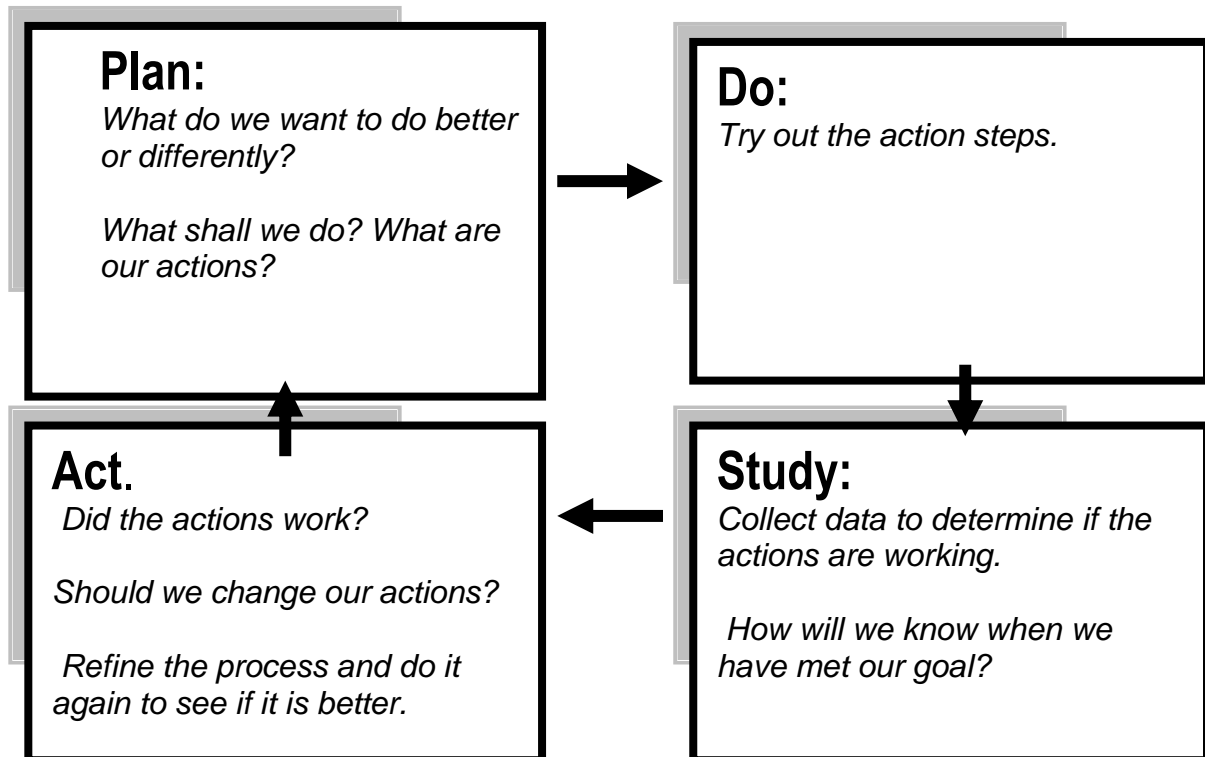 Plan:
What do we want to do better
or differently?
What shall we do? What are
our actions?
Do:
Try out the action steps.
Study:
Collect data to determine if the
actions are working.
How will we know when we
have met our goal?
Act.
Did the actions work?
Should we change our actions?
Refine the process and do it
again to see if it is better.